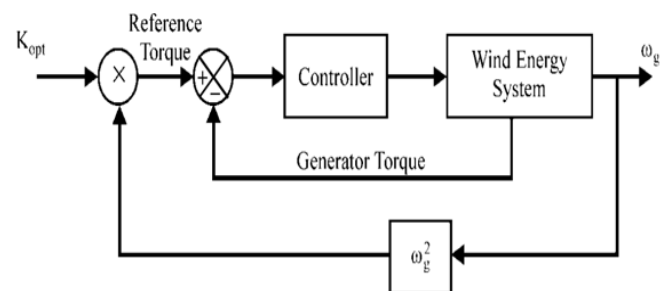 K_opt
Reference
Torque
×
+
−
Controller
Wind Energy
System
ω_g
Generator Torque
ω_g^2